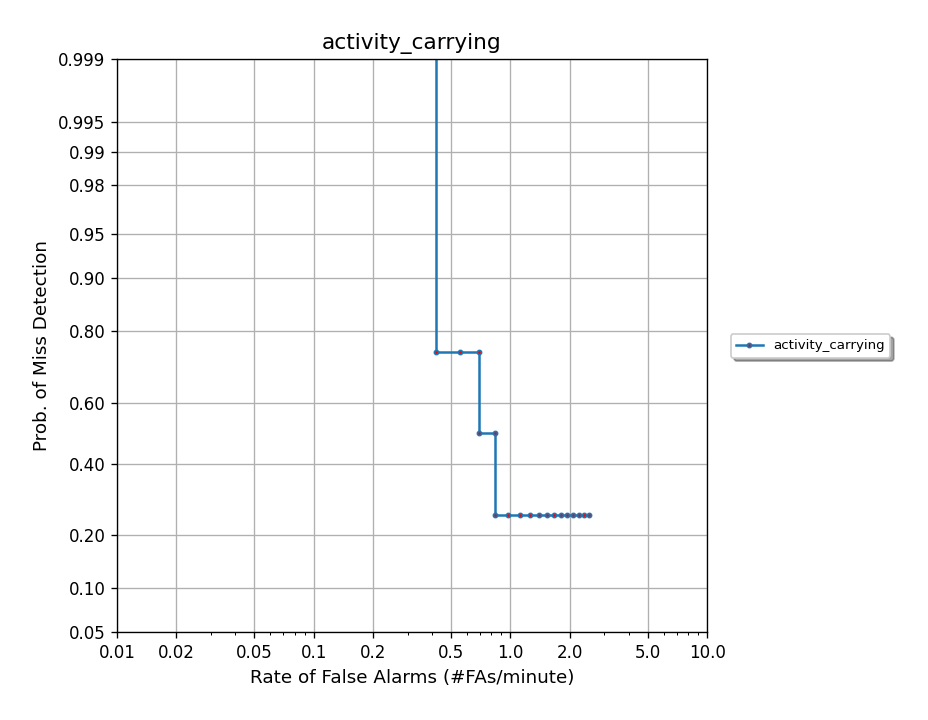 activity_carrying
0.999
0.995
0.99
0.98
0.95
0.90
0.80
0.60
0.40
0.20
0.10
0.05
Prob. of Miss Detection
0.01 0.02 0.05 0.1 0.2 0.5 1.0 2.0 5.0 10.0
Rate of False Alarms (#FAs/minute)
activity_carrying